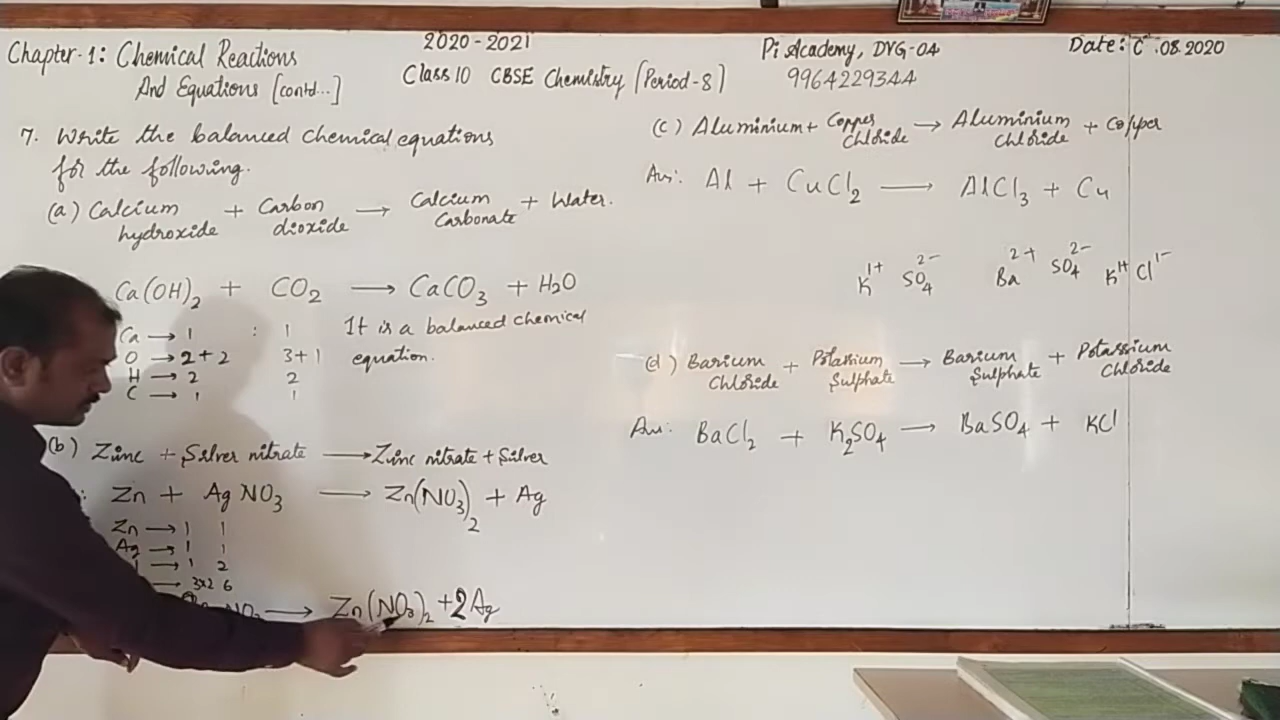 Chapter-1: Chemical Reactions
And Equations [contd...]
2020-2021
Class 10 CBSE Chemistry [Period-8]
Pi Academy, DVG-04
9964229344
Date: .08.2020
7. Write the balanced chemical equations
for the following.
(a) Calcium hydroxide + Carbon dioxide → Calcium Carbonate + Water.
Ca(OH)₂ + CO₂ → CaCO₃ + H₂O
Ca → 1 : 1
O → 2+2 3+1
H → 2 2
C → 1 1
It is a balanced chemical
equation.
(b) Zinc + Silver nitrate → Zinc nitrate + Silver
: Zn + AgNO₃ → Zn(NO₃)₂ + Ag
Zn → 1 1
Ag → 1 1
→ 1 2
→ 3×2 6
NO₃ → Zn(NO₃)₂ + 2Ag
(c) Aluminium + Copper Chloride → Aluminium Chloride + Copper
Ans: Al + CuCl₂ → AlCl₃ + Cu
K¹⁺ SO₄²⁻ Ba²⁺ SO₄²⁻ K¹⁺ Cl¹⁻
(d) Barium Chloride + Potassium Sulphate → Barium Sulphate + Potassium Chloride
Ans: BaCl₂ + K₂SO₄ → BaSO₄ + KCl